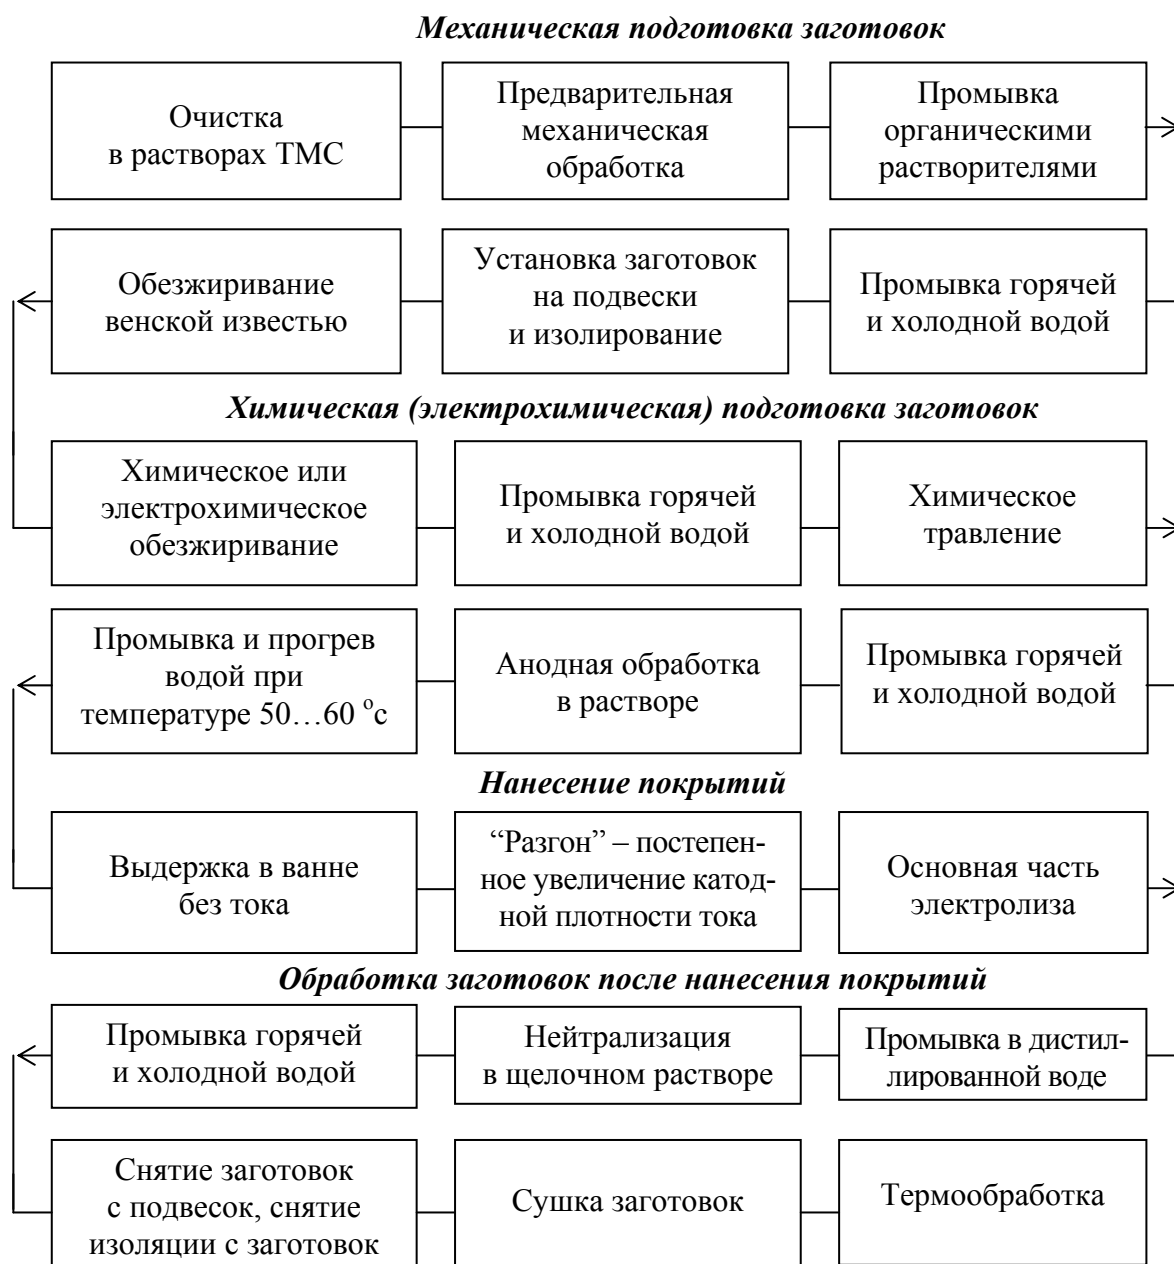 Механическая подготовка заготовок
Очистка
в растворах ТМС
Предварительная
механическая
обработка
Промывка
органическими
растворителями
Обезжиривание
венской известью
Установка заготовок
на подвески
и изолирование
Промывка горячей
и холодной водой
Химическая (электрохимическая) подготовка заготовок
Химическое или
электрохимическое
обезжиривание
Промывка горячей
и холодной водой
Химическое
травление
Промывка и прогрев
водой при
температуре 50…60 °с
Анодная обработка
в растворе
Промывка горячей
и холодной водой
Нанесение покрытий
Выдержка в ванне
без тока
“Разгон” – постепен-
ное увеличение катод-
ной плотности тока
Основная часть
электролиза
Обработка заготовок после нанесения покрытий
Промывка горячей
и холодной водой
Нейтрализация
в щелочном растворе
Промывка в дистил-
лированной воде
Снятие заготовок
с подвесок, снятие
изоляции с заготовок
Сушка заготовок
Термообработка